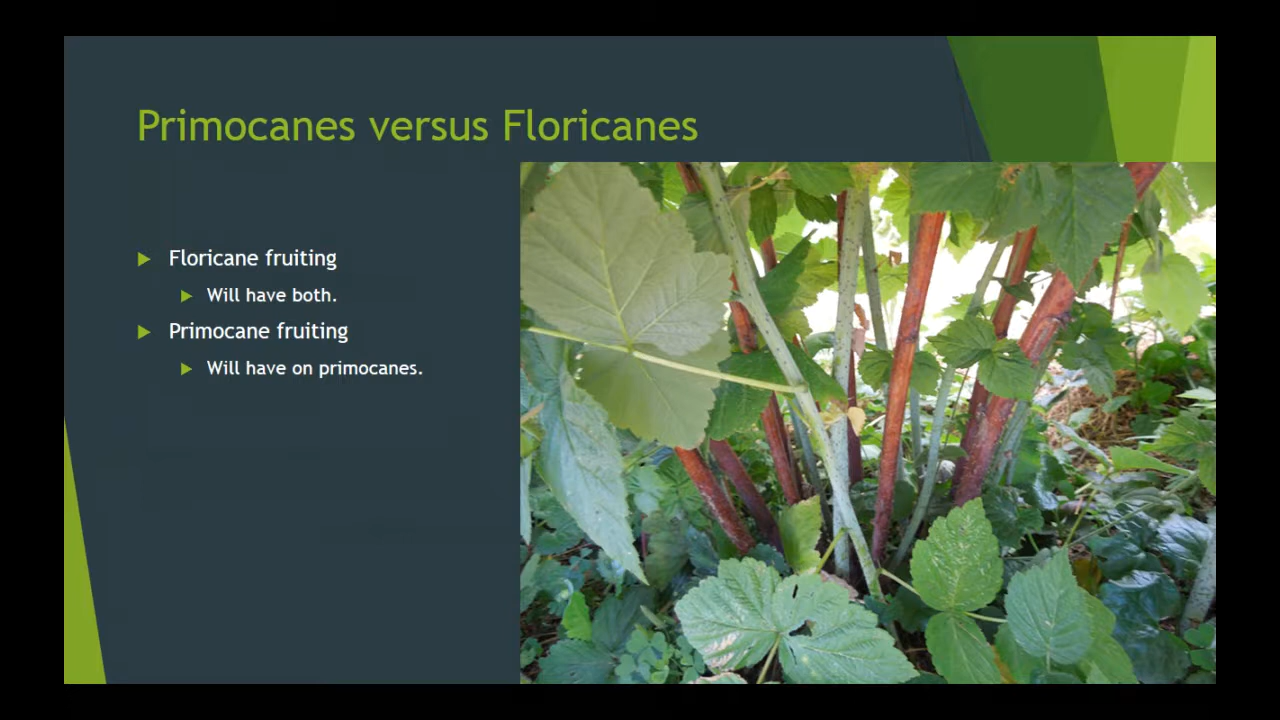 Primocanes versus Floricanes
Floricane fruiting
Will have both.
Primocane fruiting
Will have on primocanes.